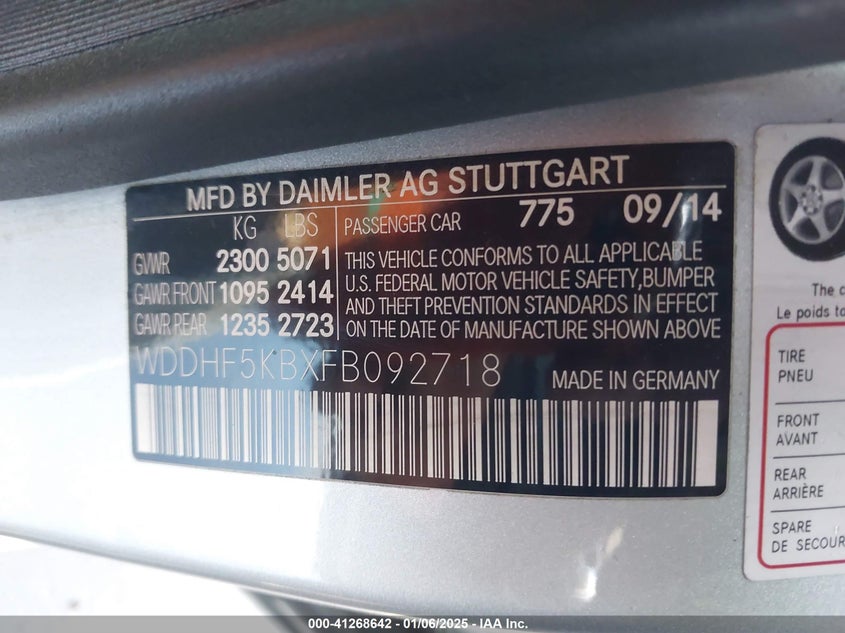 MFD BY DAIMLER AG STUTTGART
KG LBS
GVWR 2300 5071
GAWR FRONT 1095 2414
GAWR REAR 1235 2723
PASSENGER CAR 775 09/14
THIS VEHICLE CONFORMS TO ALL APPLICABLE
U.S. FEDERAL MOTOR VEHICLE SAFETY,BUMPER
AND THEFT PREVENTION STANDARDS IN EFFECT
ON THE DATE OF MANUFACTURE SHOWN ABOVE
WDDHF5KBXFB092718 MADE IN GERMANY
The
Le poids
TIRE
PNEU
FRONT
AVANT
REAR
ARRIÈRE
SPARE
DE SECOUR
000-41268642 - 01/06/2025 - IAAI.com